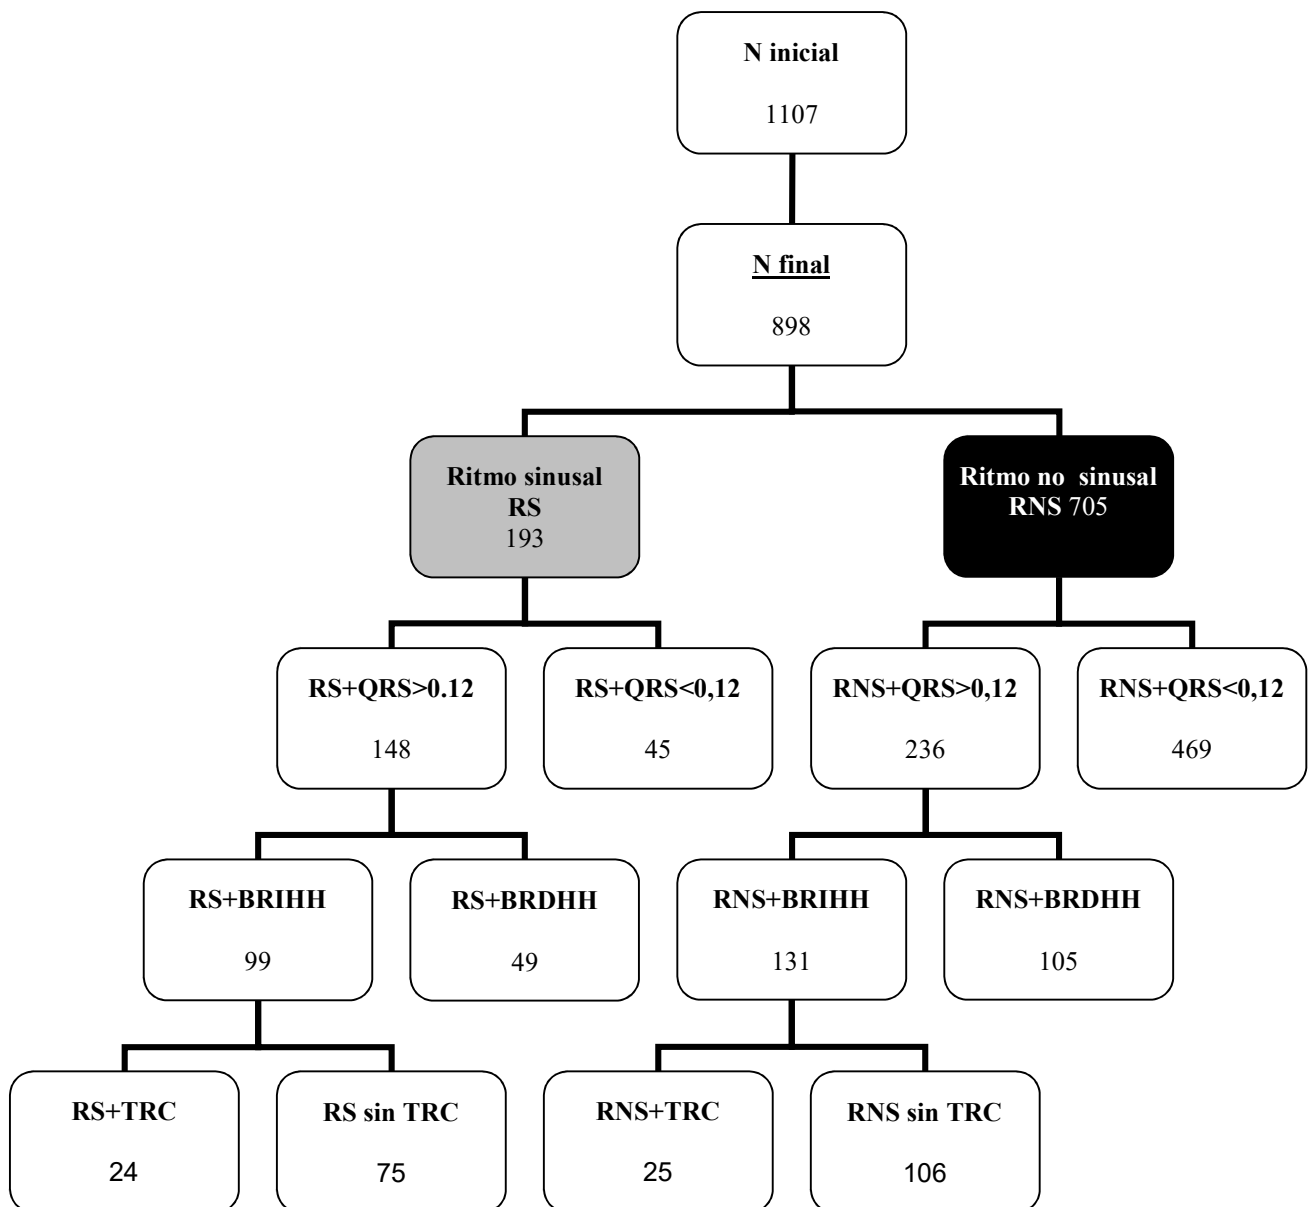 N inicial
1107
N final
898
Ritmo sinusal
RS
193
Ritmo no sinusal
RNS 705
RS+QRS>0.12
148
RS+QRS<0,12
45
RNS+QRS>0,12
236
RNS+QRS<0,12
469
RS+BRIHH
99
RS+BRDHH
49
RNS+BRIHH
131
RNS+BRDHH
105
RS+TRC
24
RS sin TRC
75
RNS+TRC
25
RNS sin TRC
106